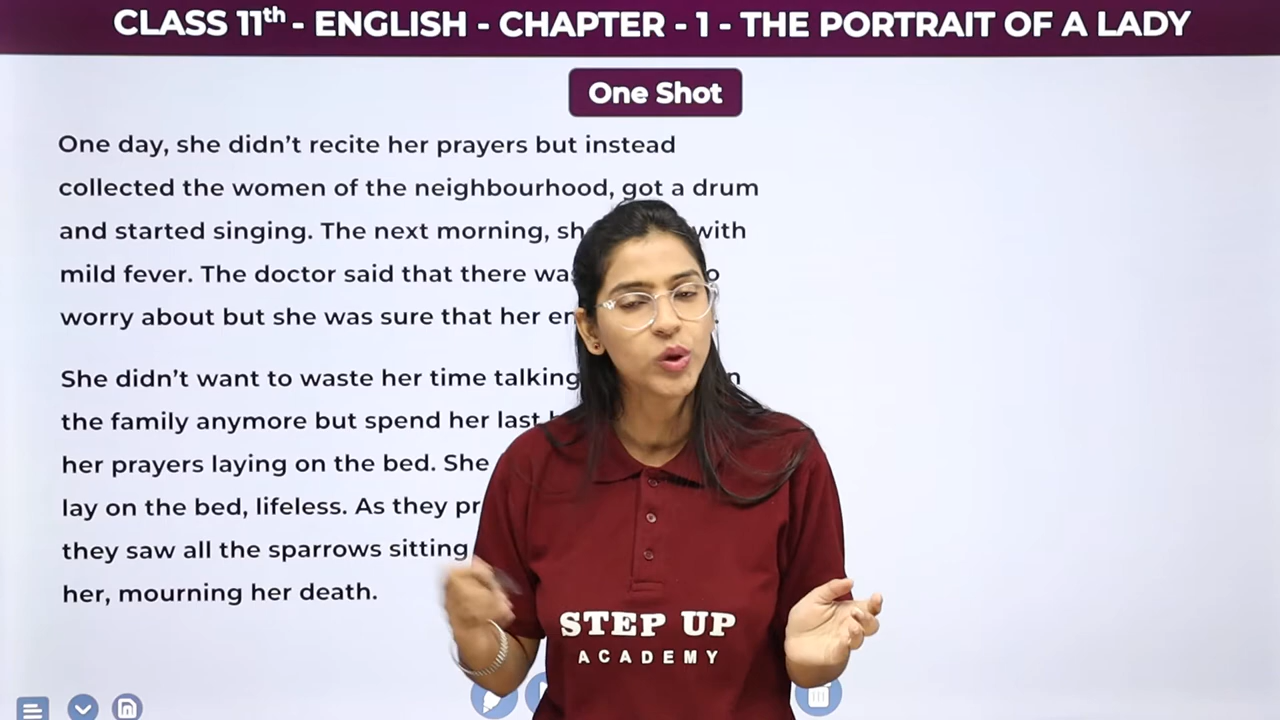 CLASS 11th - ENGLISH - CHAPTER - 1 - THE PORTRAIT OF A LADY
One Shot
One day, she didn't recite her prayers but instead
collected the women of the neighbourhood, got a drum
and started singing. The next morning, with
mild fever. The doctor said that there
worry about but she was sure that her
She didn't want to waste her time talking
the family anymore but spend her last
her prayers laying on the bed. She
lay on the bed, lifeless. As they
they saw all the sparrows sitting
her, mourning her death.
STEP UP
ACADEMY